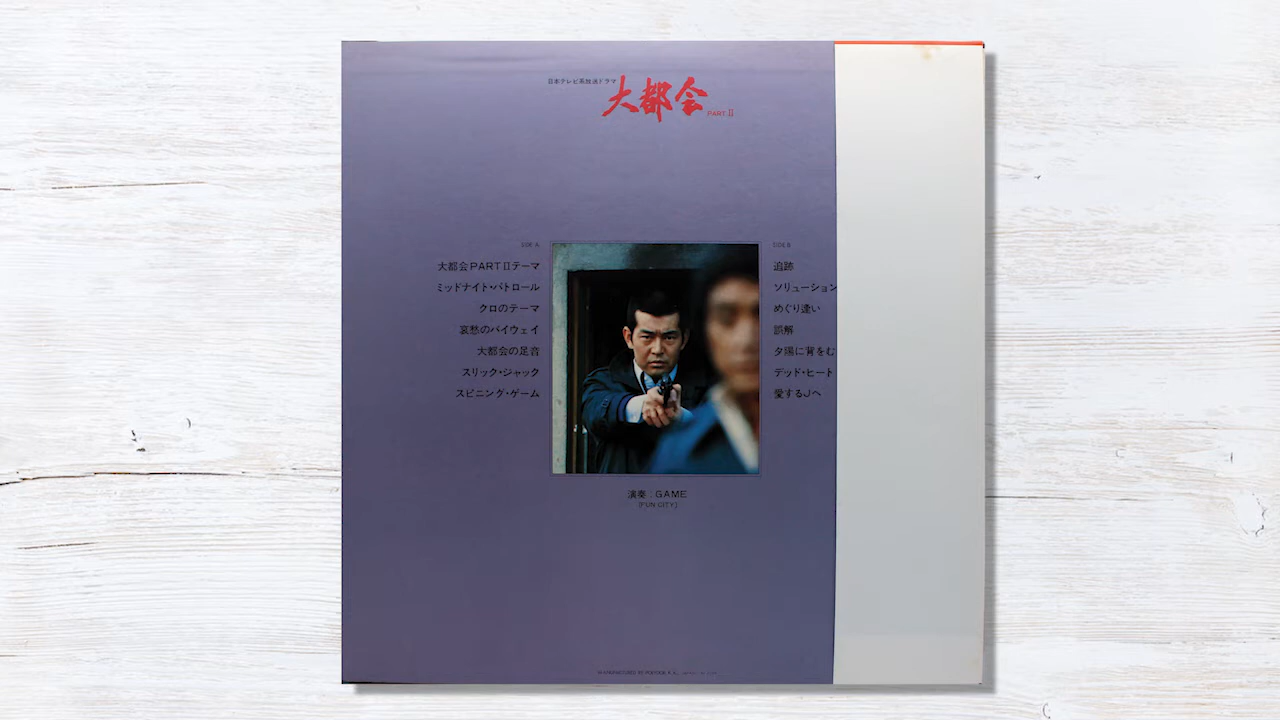 日本テレビ系放送ドラマ
大都会
PART II
SIDE A
大都会PART IIテーマ
ミッドナイト・パトロール
クロのテーマ
哀愁のバイウェイ
大都会の足音
スリック・ジャック
スピニング・ゲーム
SIDE B
追跡
ソリューション
めぐり逢い
誤解
夕陽に背をむ
デッド・ヒート
愛するJへ
演奏：GAME
(FUN CITY)
MANUFACTURED BY POLYDOR K.K.,